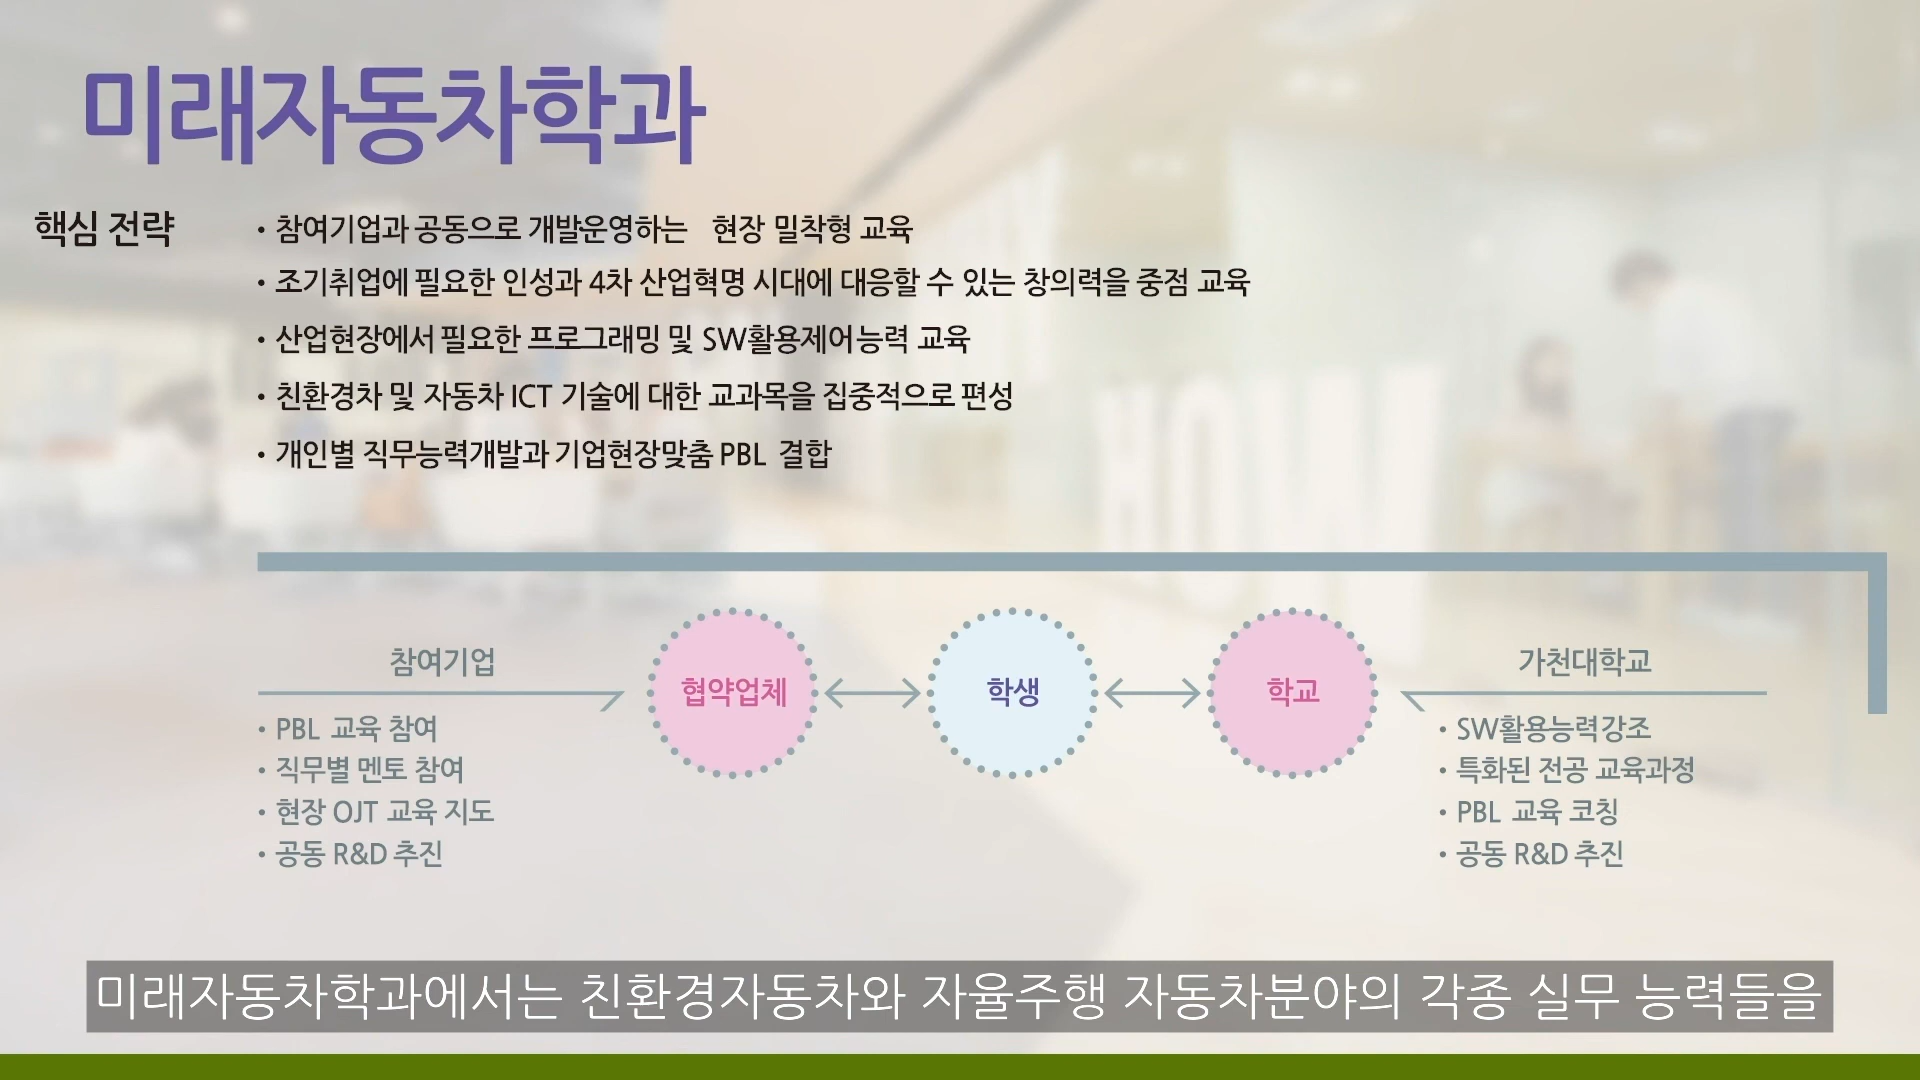 미래자동차학과
핵심 전략
• 참여기업과 공동으로 개발운영하는 현장 밀착형 교육
• 조기취업에 필요한 인성과 4차 산업혁명 시대에 대응할 수 있는 창의력을 중점 교육
• 산업현장에서 필요한 프로그래밍 및 SW활용제어능력 교육
• 친환경차 및 자동차 ICT 기술에 대한 교과목을 집중적으로 편성
• 개인별 직무능력개발과 기업현장맞춤 PBL 결합
참여기업
• PBL 교육 참여
• 직무별 멘토 참여
• 현장 OJT 교육 지도
• 공동 R&D 추진
협약업체
학생
학교
가천대학교
• SW활용능력강조
• 특화된 전공 교육과정
• PBL 교육 코칭
• 공동 R&D 추진
HOW
미래자동차학과에서는 친환경자동차와 자율주행 자동차분야의 각종 실무 능력들을